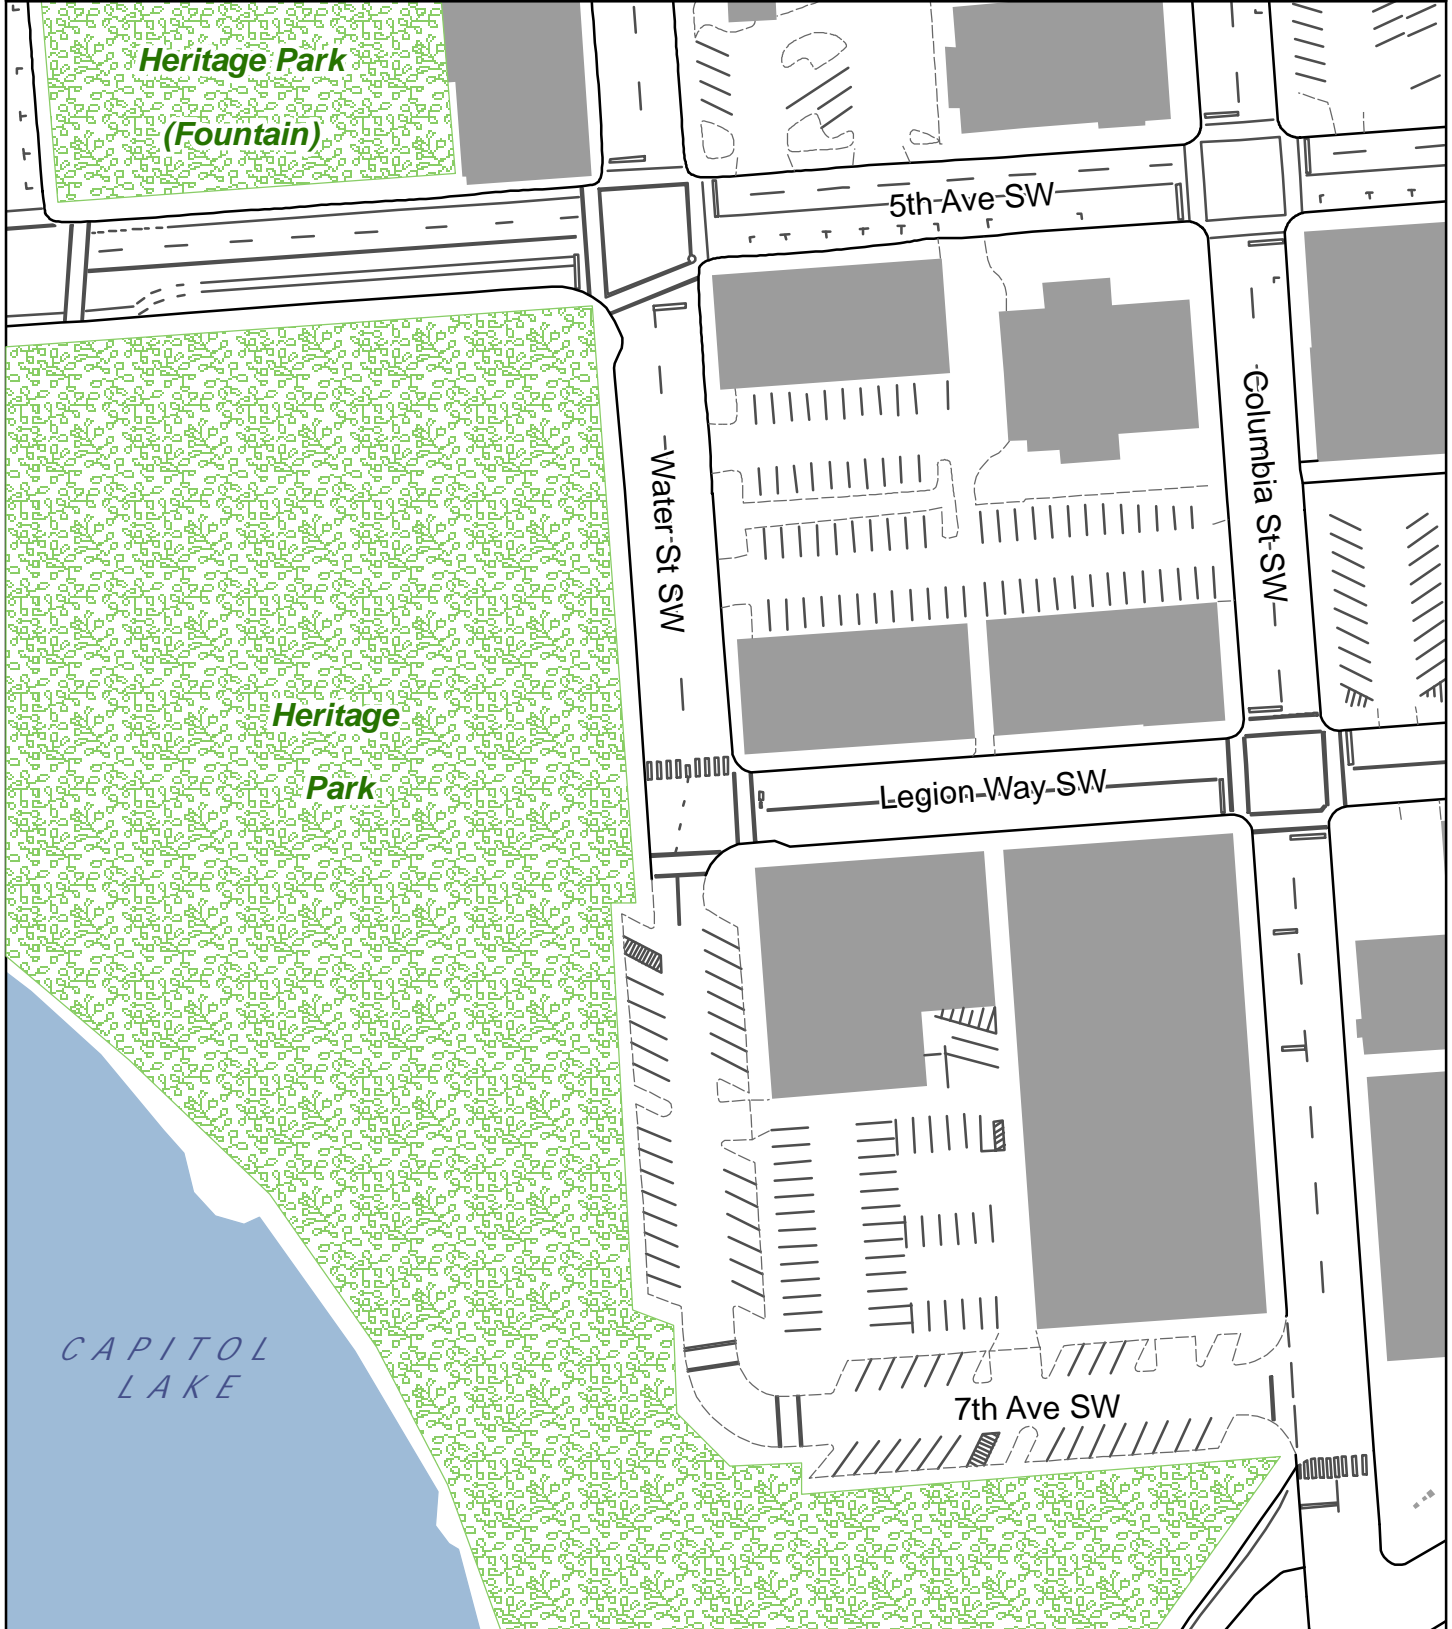 Heritage Park
(Fountain)
5th Ave SW
Columbia St SW
Water St SW
Heritage
Park
Legion Way SW
CAPITOL
LAKE
7th Ave SW